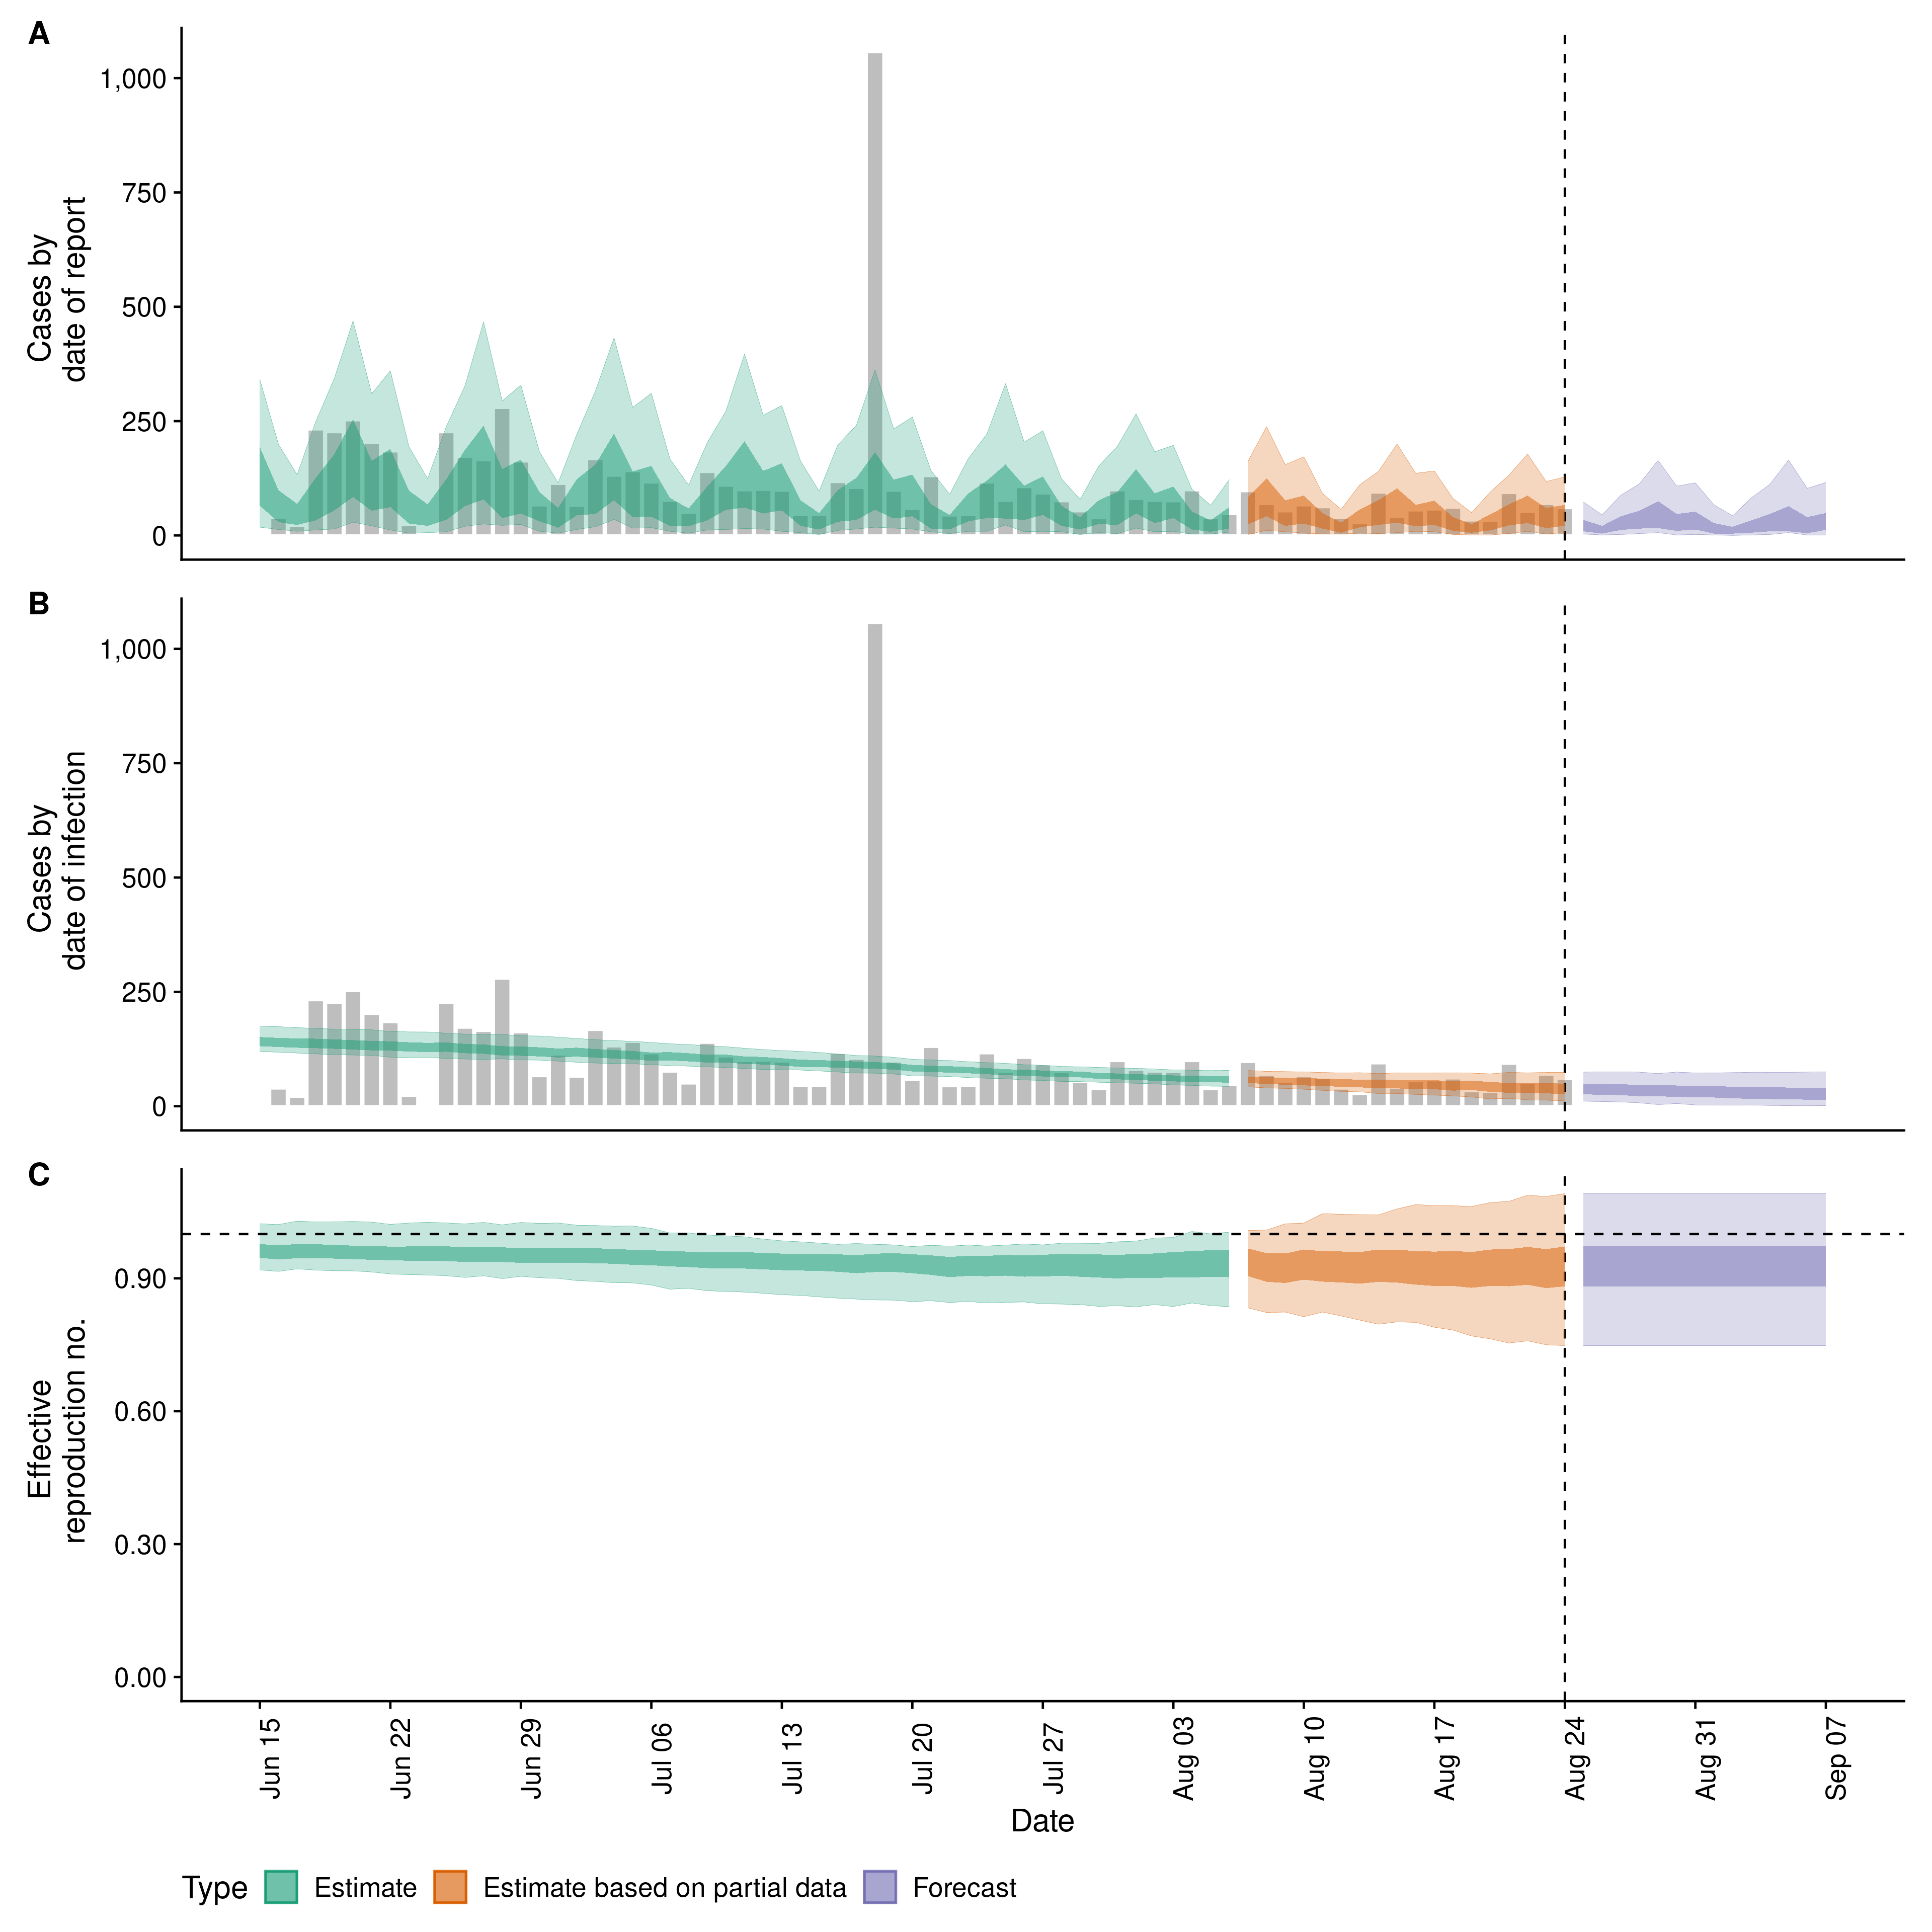 A
Cases by
date of report
1,000
750
500
250
0
B
Cases by
date of infection
1,000
750
500
250
0
C
Effective
reproduction no.
0.90
0.60
0.30
0.00
Jun 15
Jun 22
Jun 29
Jul 06
Jul 13
Jul 20
Jul 27
Aug 03
Aug 10
Aug 17
Aug 24
Aug 31
Sep 07
Date
Type
Estimate
Estimate based on partial data
Forecast